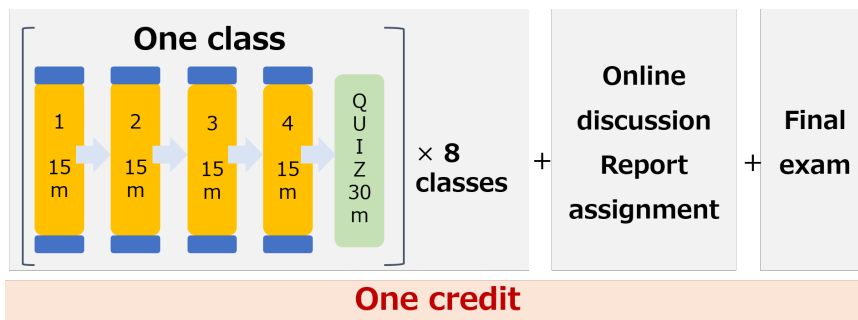 One class
1
15
m
2
15
m
3
15
m
4
15
m
Q
U
I
Z
30
m
× 8
classes
+
Online
discussion
Report
assignment
+
Final
exam
One credit